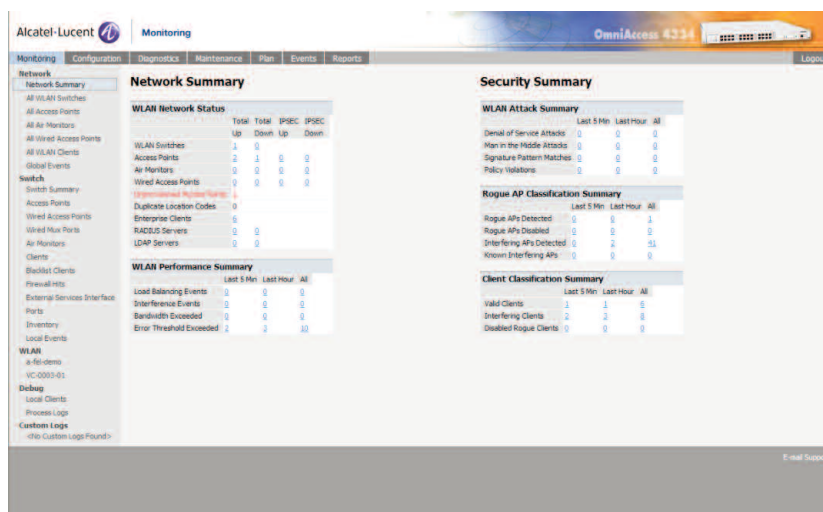 Alcatel-Lucent
Monitoring
OmniAccess 4334
Monitoring Configuration Diagnostics Maintenance Plan Events Reports Logou
Network
Network Summary
All WLAN Switches
All Access Points
All Air Monitors
All Wired Access Points
All WLAN Clients
Global Events
Switch
Switch Summary
Access Points
Wired Access Points
Wired Mux Ports
Air Monitors
Clients
Blacklist Clients
Firewall Hits
External Services Interface
Ports
Inventory
Local Events
WLAN
a-fei-demo
VC-0003-01
Debug
Local Clients
Process Logs
Custom Logs
<No Custom Logs Found>
Network Summary
WLAN Network Status
Total Total IPSEC IPSEC
Up Down Up Down
WLAN Switches 1 0
Access Points 2 1 0 0
Air Monitors 0 0 0 0
Wired Access Points 0 0 0 0
Unprovisioned Access Points 1
Duplicate Location Codes 0
Enterprise Clients 6
RADIUS Servers 0 0
LDAP Servers 0 0
WLAN Performance Summary
Last 5 Min Last Hour All
Load Balancing Events 0 0 0
Interference Events 0 0 0
Bandwidth Exceeded 0 0 0
Error Threshold Exceeded 2 3 10
Security Summary
WLAN Attack Summary
Last 5 Min Last Hour All
Denial of Service Attacks 0 0 0
Man in the Middle Attacks 0 0 0
Signature Pattern Matches 0 0 0
Policy Violations 0 0 0
Rogue AP Classification Summary
Last 5 Min Last Hour All
Rogue APs Detected 0 0 1
Rogue APs Disabled 0 0 0
Interfering APs Detected 0 2 41
Known Interfering APs 0 0 0
Client Classification Summary
Last 5 Min Last Hour All
Valid Clients 1 1 6
Interfering Clients 2 3 8
Disabled Rogue Clients 0 0 0
E-mail Suppo